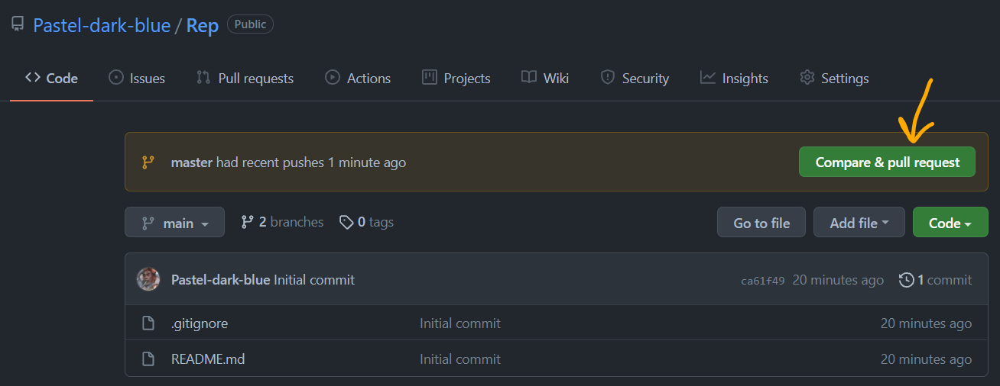 Pastel-dark-blue / Rep Public
Code Issues Pull requests Actions Projects Wiki Security Insights Settings
master had recent pushes 1 minute ago Compare & pull request
main 2 branches 0 tags Go to file Add file Code
Pastel-dark-blue Initial commit ca61f49 20 minutes ago 1 commit
.gitignore Initial commit 20 minutes ago
README.md Initial commit 20 minutes ago